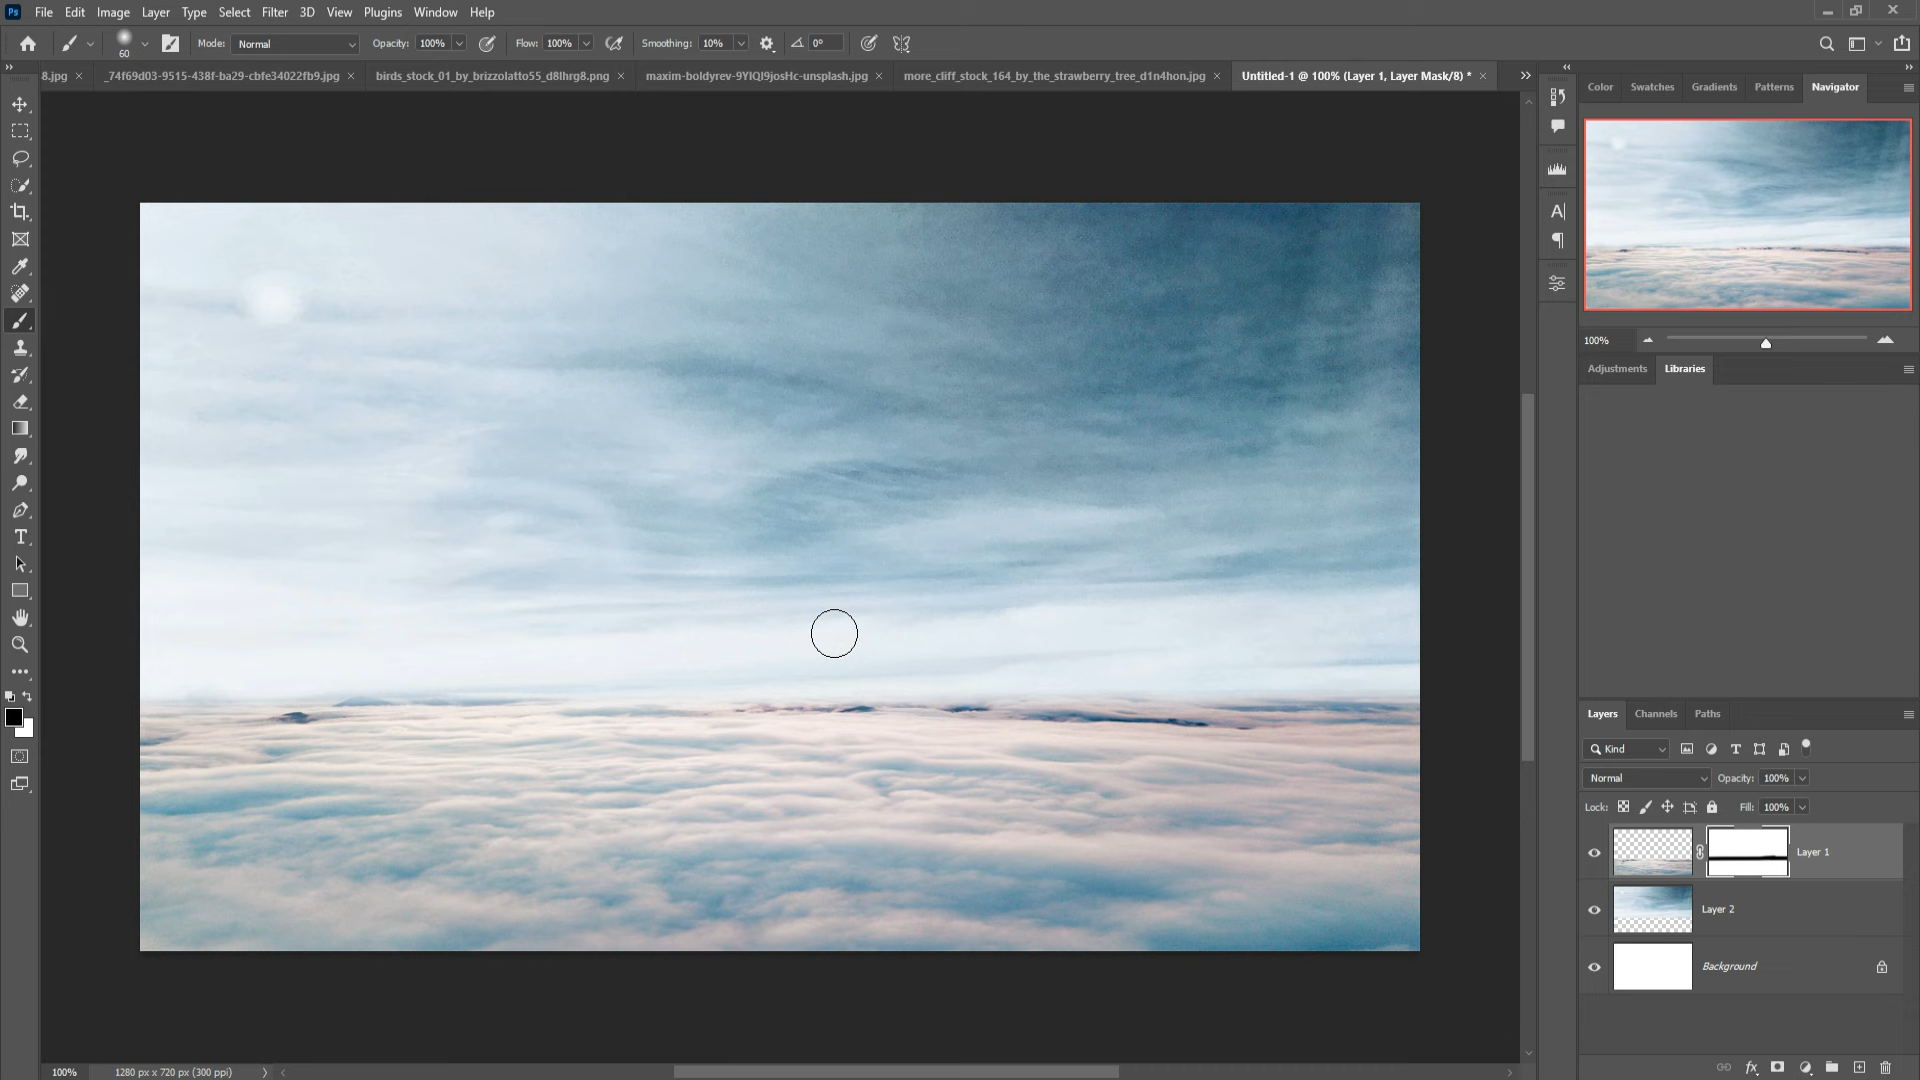 Ps File Edit Image Layer Type Select Filter 3D View Plugins Window Help
60 Mode: Normal Opacity: 100% Flow: 100% Smoothing: 10% 0°
8.jpg × _74f69d03-9515-438f-ba29-cbfe34022fb9.jpg × birds_stock_01_by_brizzolatto55_d8lhrg8.png × maxim-boldyrev-9YIQI9josHc-unsplash.jpg × more_cliff_stock_164_by_the_strawberry_tree_d1n4hon.jpg × Untitled-1 @ 100% (Layer 1, Layer Mask/8) * ×
Color Swatches Gradients Patterns Navigator
100%
Adjustments Libraries
Layers Channels Paths
Kind
Normal Opacity: 100%
Lock: Fill: 100%
Layer 1
Layer 2
Background
fx
100% 1280 px x 720 px (300 ppi)